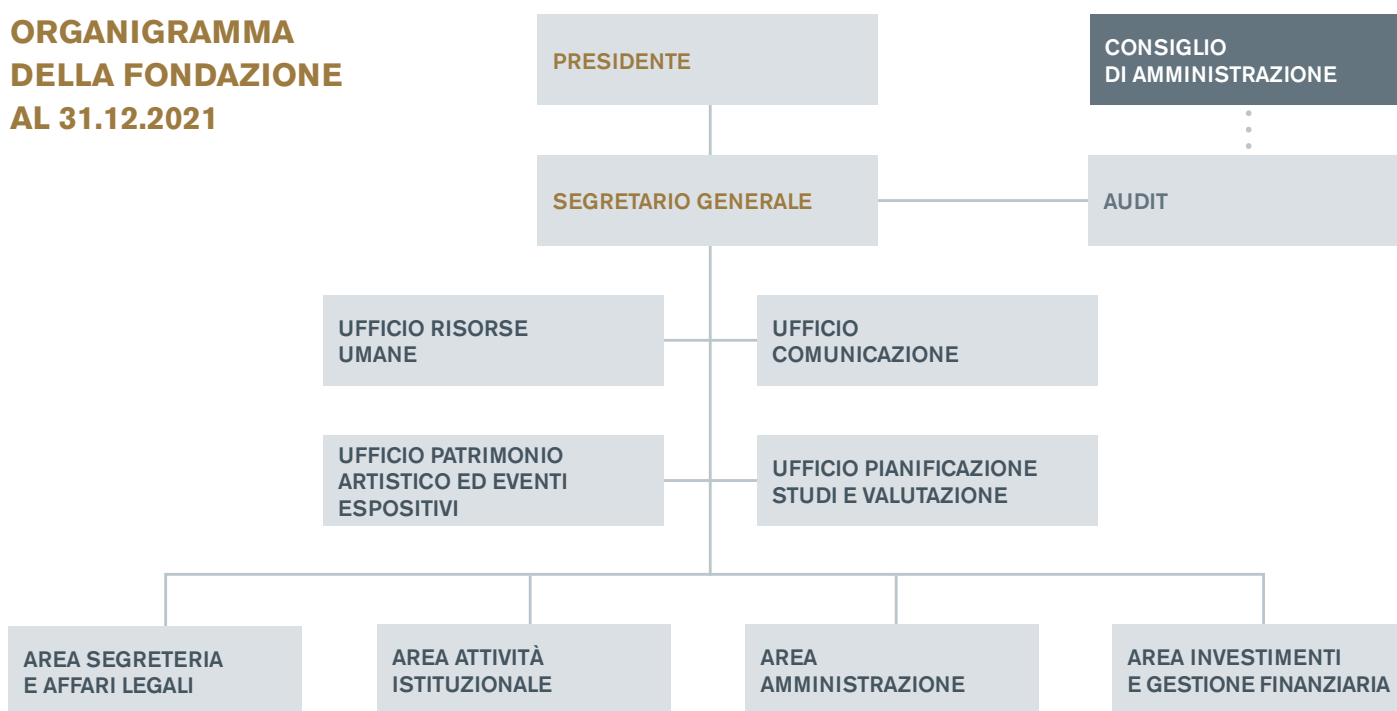 ORGANIGRAMMA
DELLA FONDAZIONE
AL 31.12.2021
PRESIDENTE
CONSIGLIO
DI AMMINISTRAZIONE
SEGRETARIO GENERALE
AUDIT
UFFICIO RISORSE
UMANE
UFFICIO
COMUNICAZIONE
UFFICIO PATRIMONIO
ARTISTICO ED EVENTI
ESPOSITIVI
UFFICIO PIANIFICAZIONE
STUDI E VALUTAZIONE
AREA SEGRETERIA
E AFFARI LEGALI
AREA ATTIVITÀ
ISTITUZIONALE
AREA
AMMINISTRAZIONE
AREA INVESTIMENTI
E GESTIONE FINANZIARIA